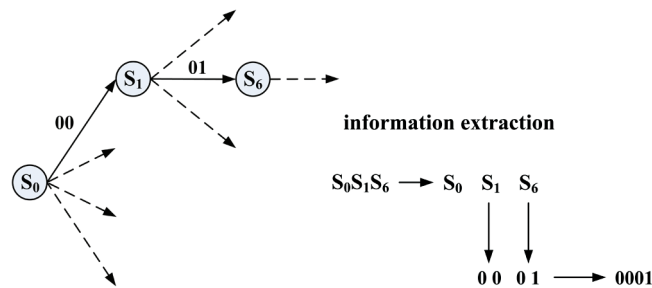 S₁ 01 S₆
00
S₀
information extraction
S₀S₁S₆ → S₀ S₁ S₆
0 0 0 1 → 0001